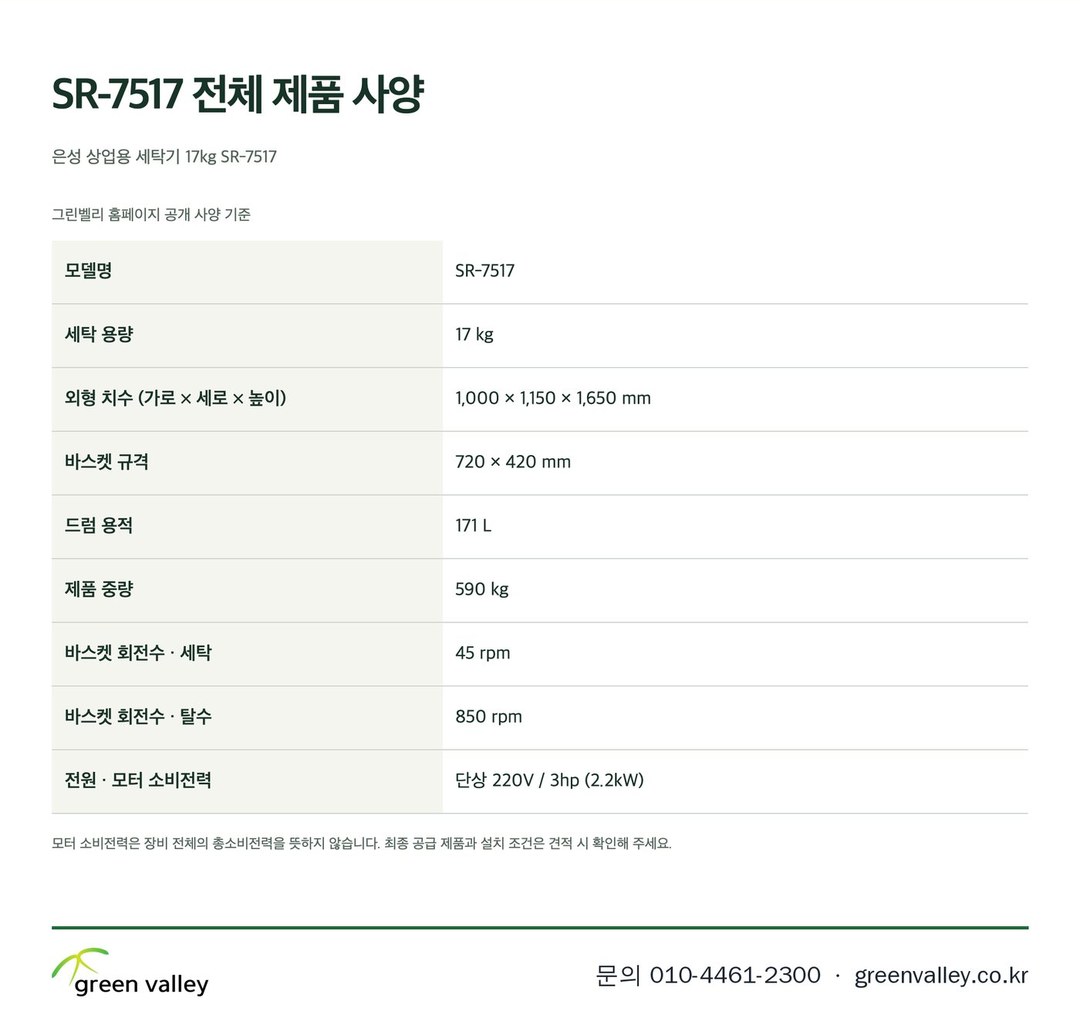 SR-7517 전체 제품 사양
은성 상업용 세탁기 17kg SR-7517
그린벨리 홈페이지 공개 사양 기준
모델명 SR-7517
세탁 용량 17 kg
외형 치수 (가로 × 세로 × 높이) 1,000 × 1,150 × 1,650 mm
바스켓 규격 720 × 420 mm
드럼 용적 171 L
제품 중량 590 kg
바스켓 회전수 · 세탁 45 rpm
바스켓 회전수 · 탈수 850 rpm
전원 · 모터 소비전력 단상 220V / 3hp (2.2kW)
모터 소비전력은 장비 전체의 총소비전력을 뜻하지 않습니다. 최종 공급 제품과 설치 조건은 견적 시 확인해 주세요.
green valley
문의 010-4461-2300 · greenvalley.co.kr